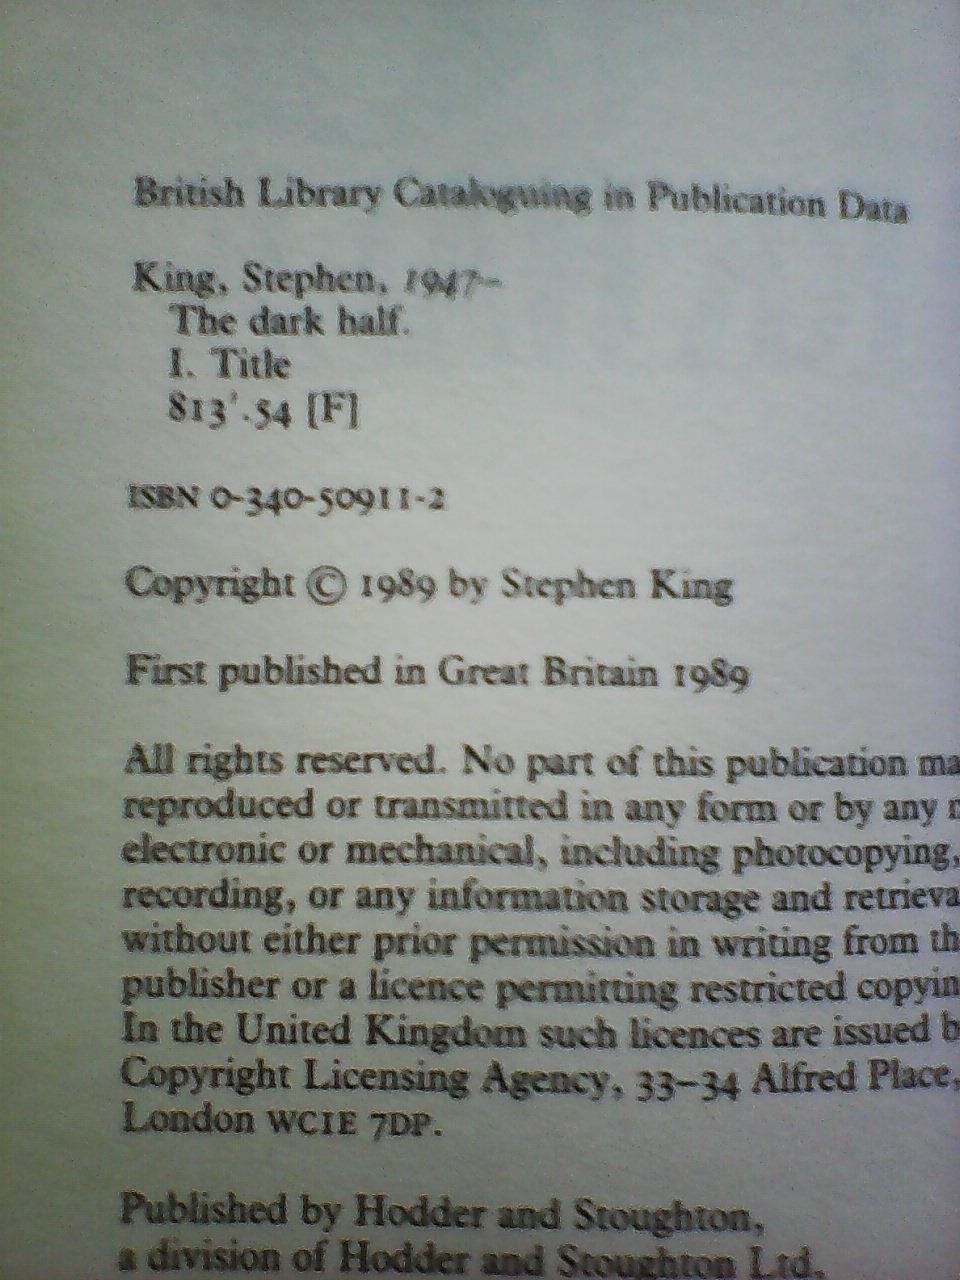 British Library Cataloguing in Publication Data
King, Stephen, 1947–
The dark half.
I. Title
813'.54 [F]
ISBN 0-340-50911-2
Copyright © 1989 by Stephen King
First published in Great Britain 1989
All rights reserved. No part of this publication ma
reproduced or transmitted in any form or by any
electronic or mechanical, including photocopying,
recording, or any information storage and retrieva
without either prior permission in writing from th
publisher or a licence permitting restricted copyin
In the United Kingdom such licences are issued b
Copyright Licensing Agency, 33–34 Alfred Place,
London WC1E 7DP.
Published by Hodder and Stoughton,
a division of Hodder and Stoughton Ltd,